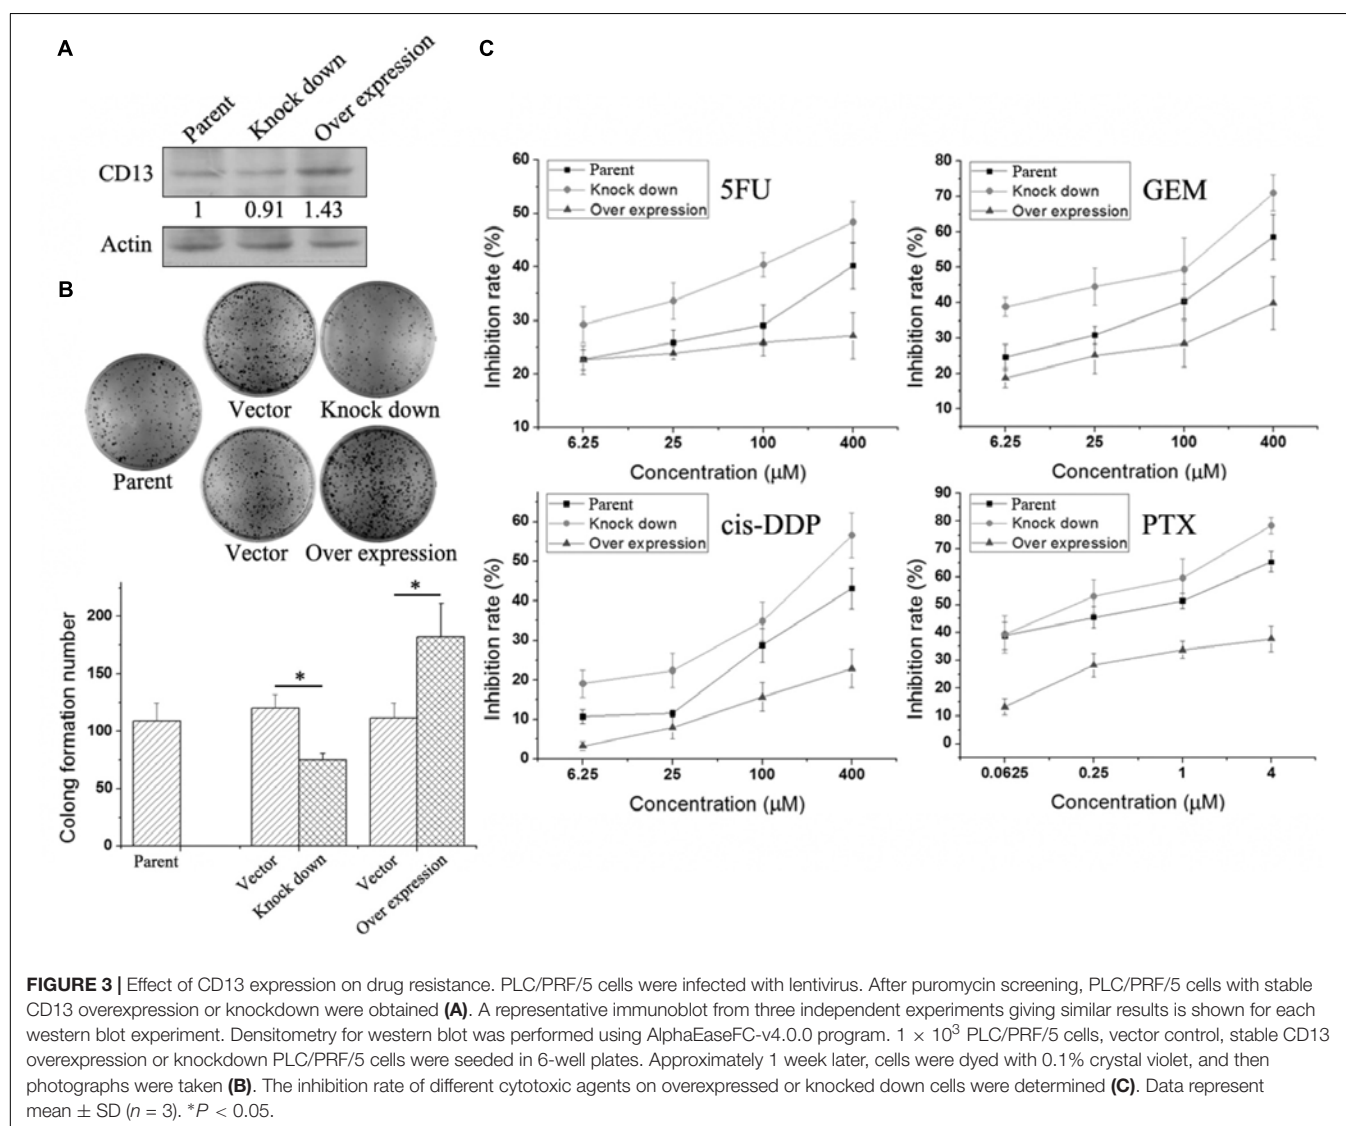 A
Parent
Knock down
Over expression
CD13
1 0.91 1.43
Actin
B
Parent
Vector
Knock down
Vector
Over expression
Colong formation number
200
150
100
50
0
*
*
Parent
Vector
Knock down
Vector
Over expression
C
5FU
Parent
Knock down
Over expression
Inhibition rate (%)
60
50
40
30
20
10
6.25 25 100 400
Concentration (μM)
GEM
Parent
Knock down
Over expression
Inhibition rate (%)
80
70
60
50
40
30
20
10
6.25 25 100 400
Concentration (μM)
cis-DDP
Parent
Knock down
Over expression
Inhibition rate (%)
60
50
40
30
20
10
0
6.25 25 100 400
Concentration (μM)
PTX
Parent
Knock down
Over expression
Inhibition rate (%)
90
80
70
60
50
40
30
20
10
0
0.0625 0.25 1 4
Concentration (μM)
FIGURE 3 | Effect of CD13 expression on drug resistance. PLC/PRF/5 cells were infected with lentivirus. After puromycin screening, PLC/PRF/5 cells with stable
CD13 overexpression or knockdown were obtained (A). A representative immunoblot from three independent experiments giving similar results is shown for each
western blot experiment. Densitometry for western blot was performed using AlphaEaseFC-v4.0.0 program. 1 × 10³ PLC/PRF/5 cells, vector control, stable CD13
overexpression or knockdown PLC/PRF/5 cells were seeded in 6-well plates. Approximately 1 week later, cells were dyed with 0.1% crystal violet, and then
photographs were taken (B). The inhibition rate of different cytotoxic agents on overexpressed or knocked down cells were determined (C). Data represent
mean ± SD (n = 3). *P < 0.05.